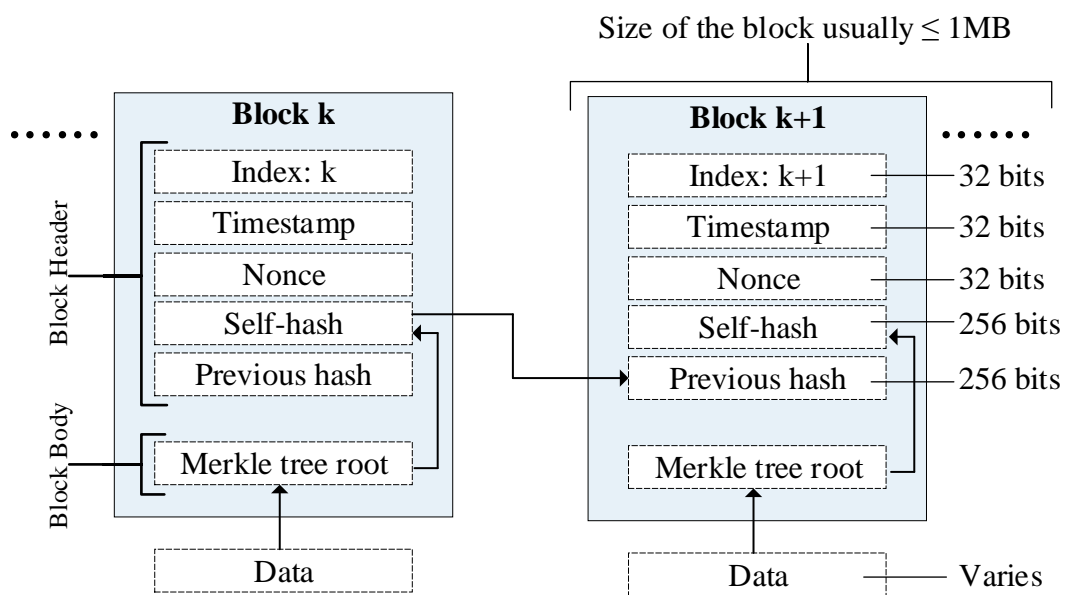 Size of the block usually ≤ 1MB
Block k
Index: k
Timestamp
Nonce
Self-hash
Previous hash
Merkle tree root
Data
Block Header
Block Body
Block k+1
Index: k+1
Timestamp
Nonce
Self-hash
Previous hash
Merkle tree root
Data
32 bits
32 bits
32 bits
256 bits
256 bits
Varies